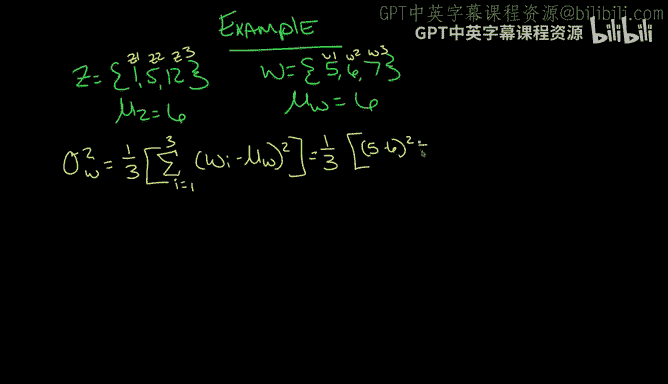 GPT中英字幕课程资源@bilibili.com
GPT中英字幕课程资源 bilibili
EXAMPLE
z1 z2 z3
Z = {1, 5, 12}
w1 w2 w3
W = {5, 6, 7}
μz = 6
μw = 6
σ²w = 1/3 [ 3 Σ i=1 (wi - μw)² ] = 1/3 [ (5-6)² +